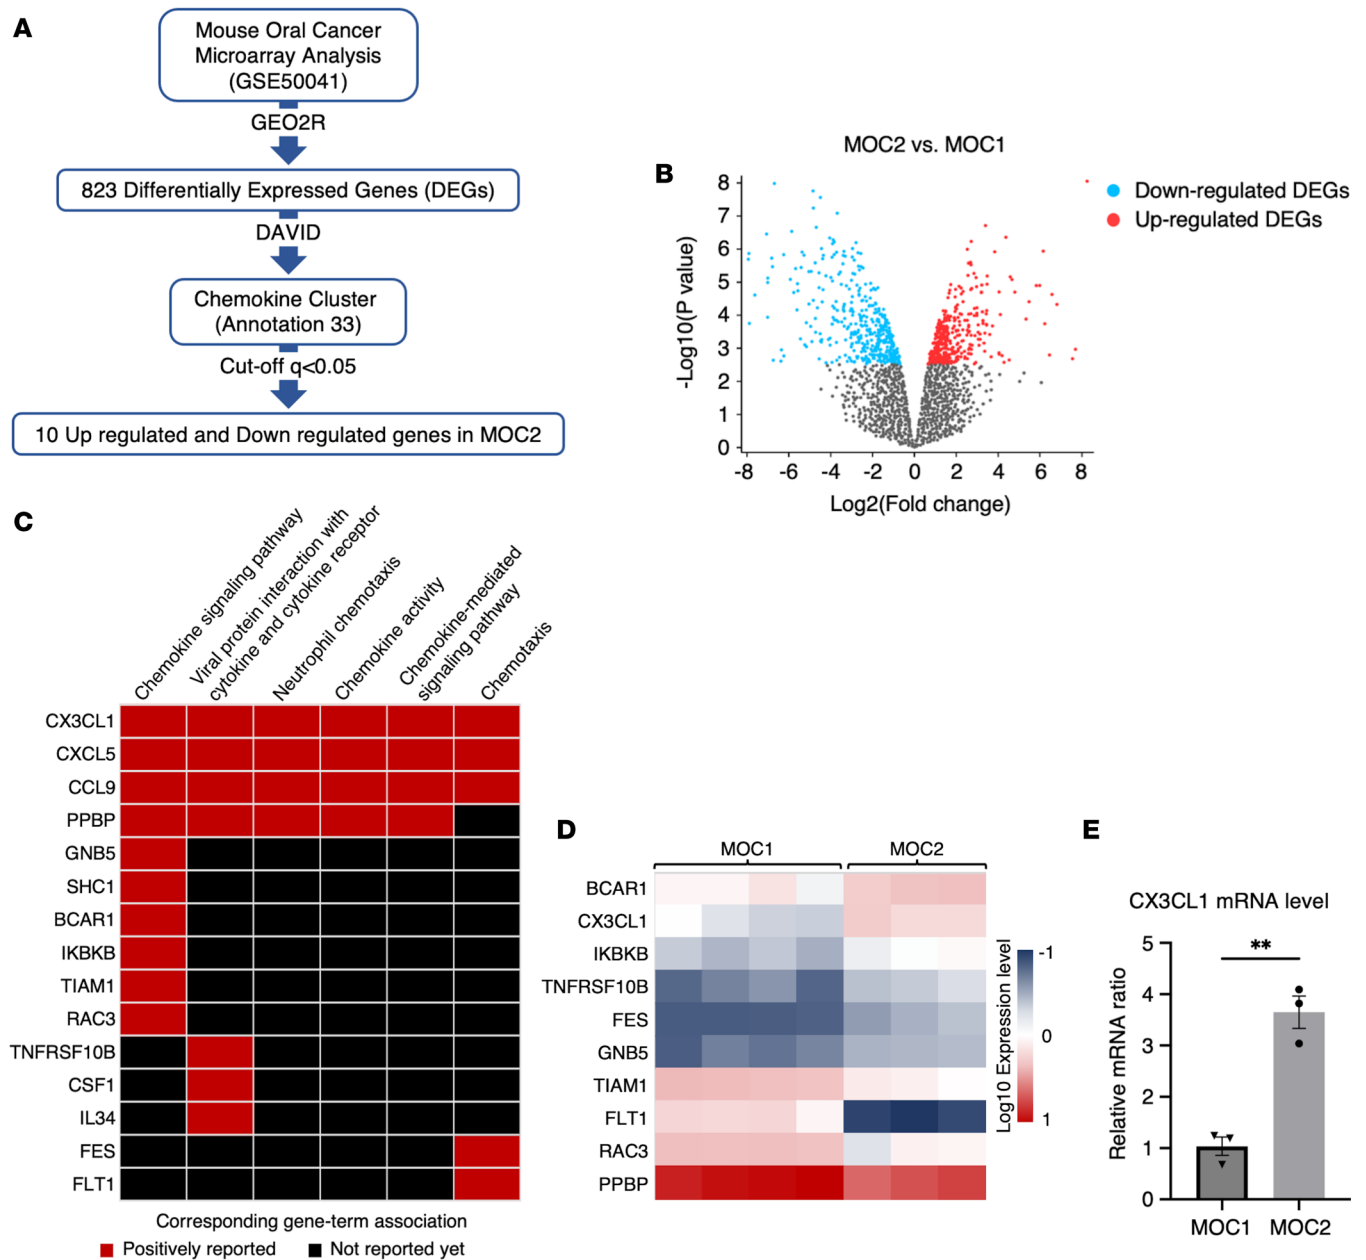 A
Mouse Oral Cancer
Microarray Analysis
(GSE50041)
GEO2R
823 Differentially Expressed Genes (DEGs)
DAVID
Chemokine Cluster
(Annotation 33)
Cut-off q<0.05
10 Up regulated and Down regulated genes in MOC2
B
MOC2 vs. MOC1
Down-regulated DEGs
Up-regulated DEGs
-Log10(P value)
8
7
6
5
4
3
2
1
0
-8 -6 -4 -2 0 2 4 6 8
Log2(Fold change)
C
Chemokine signaling pathway
Viral protein interaction with
cytokine and cytokine receptor
Neutrophil chemotaxis
Chemokine activity
Chemokine-mediated
signaling pathway
Chemotaxis
CX3CL1
CXCL5
CCL9
PPBP
GNB5
SHC1
BCAR1
IKBKB
TIAM1
RAC3
TNFRSF10B
CSF1
IL34
FES
FLT1
Corresponding gene-term association
Positively reported
Not reported yet
D
MOC1 MOC2
BCAR1
CX3CL1
IKBKB
TNFRSF10B
FES
GNB5
TIAM1
FLT1
RAC3
PPBP
Log10 Expression level
-1
0
1
E
CX3CL1 mRNA level
Relative mRNA ratio
5
4
3
2
1
0
**
MOC1 MOC2